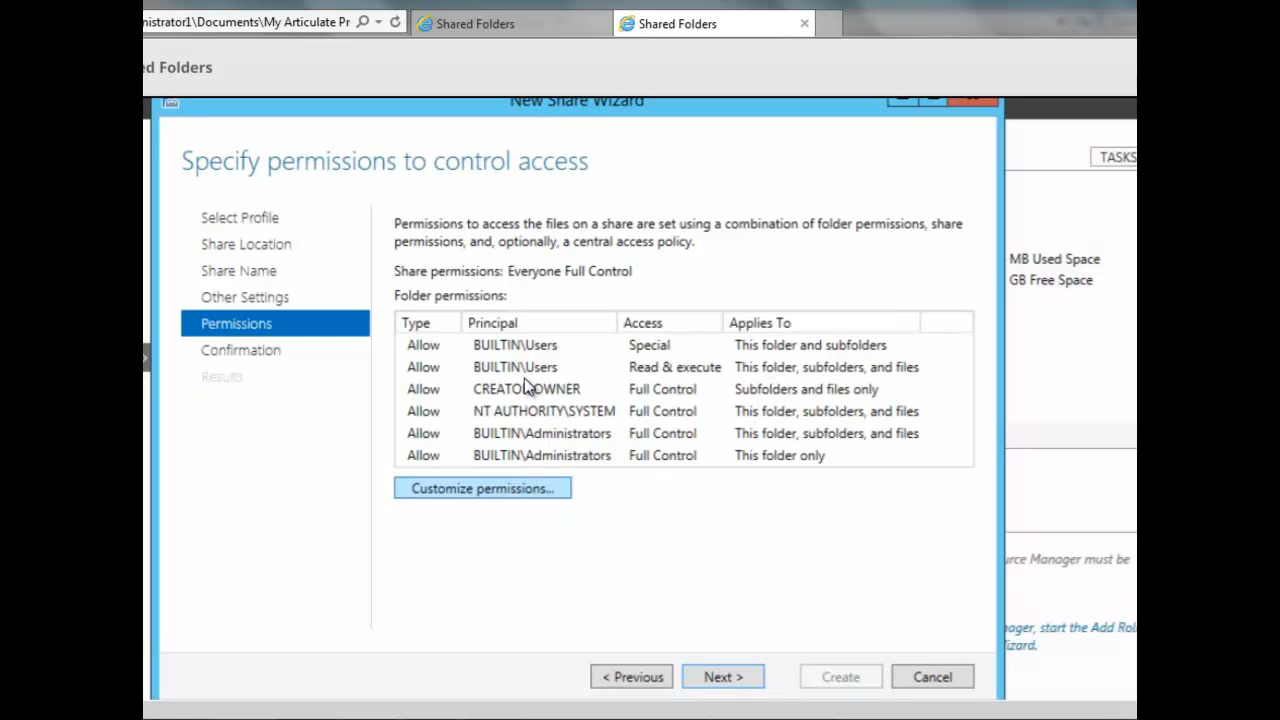 nistrator1\Documents\My Articulate Pr
Shared Folders
Shared Folders
ed Folders
New Share Wizard
Specify permissions to control access
TASKS
Select Profile
Share Location
Share Name
Other Settings
Permissions
Confirmation
Results
Permissions to access the files on a share are set using a combination of folder permissions, share
permissions, and, optionally, a central access policy.
Share permissions: Everyone Full Control
Folder permissions:
Type Principal Access Applies To
Allow BUILTIN\Users Special This folder and subfolders
Allow BUILTIN\Users Read & execute This folder, subfolders, and files
Allow CREATOR OWNER Full Control Subfolders and files only
Allow NT AUTHORITY\SYSTEM Full Control This folder, subfolders, and files
Allow BUILTIN\Administrators Full Control This folder, subfolders, and files
Allow BUILTIN\Administrators Full Control This folder only
Customize permissions...
MB Used Space
GB Free Space
urce Manager must be
nager, start the Add Rol
izard.
< Previous Next > Create Cancel